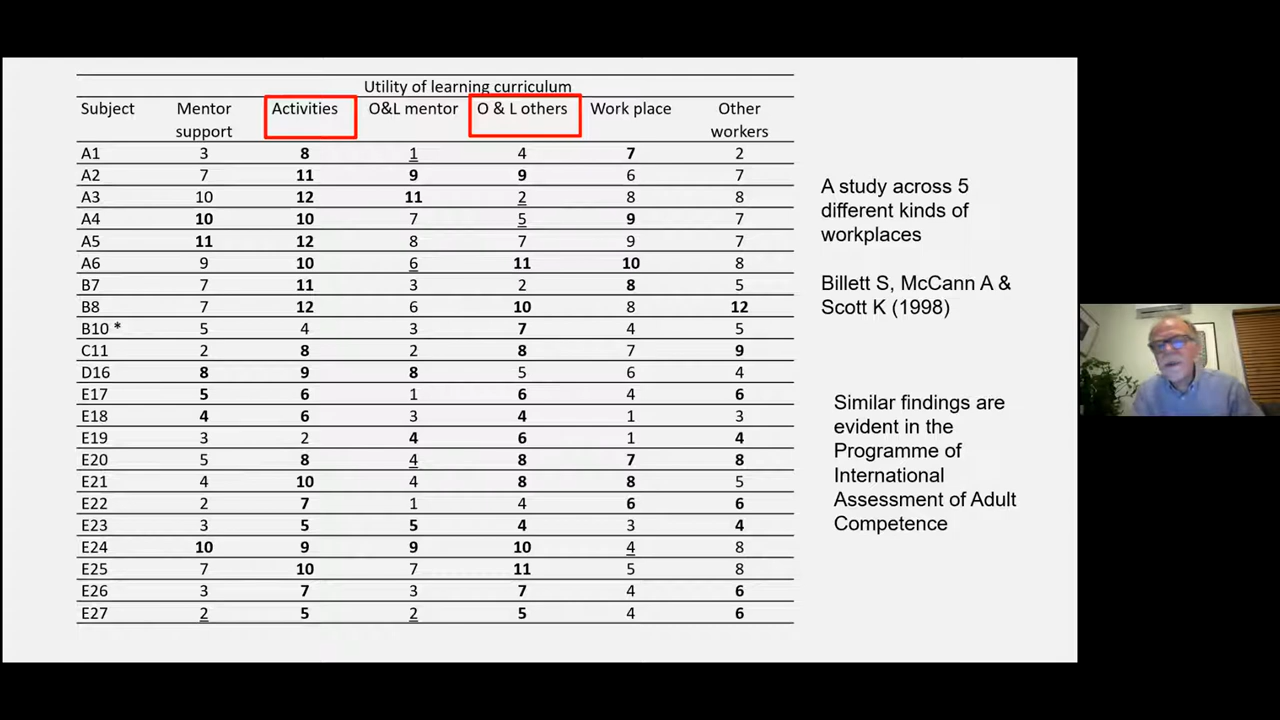 Utility of learning curriculum
Subject Mentor support Activities O&L mentor O & L others Work place Other workers
A1 3 8 1 4 7 2
A2 7 11 9 9 6 7
A3 10 12 11 2 8 8
A4 10 10 7 5 9 7
A5 11 12 8 7 9 7
A6 9 10 6 11 10 8
B7 7 11 3 2 8 5
B8 7 12 6 10 8 12
B10 * 5 4 3 7 4 5
C11 2 8 2 8 7 9
D16 8 9 8 5 6 4
E17 5 6 1 6 4 6
E18 4 6 3 4 1 3
E19 3 2 4 6 1 4
E20 5 8 4 8 7 8
E21 4 10 4 8 8 5
E22 2 7 1 4 6 6
E23 3 5 5 4 3 4
E24 10 9 9 10 4 8
E25 7 10 7 11 5 8
E26 3 7 3 7 4 6
E27 2 5 2 5 4 6
A study across 5
different kinds of
workplaces
Billett S, McCann A &
Scott K (1998)
Similar findings are
evident in the
Programme of
International
Assessment of Adult
Competence